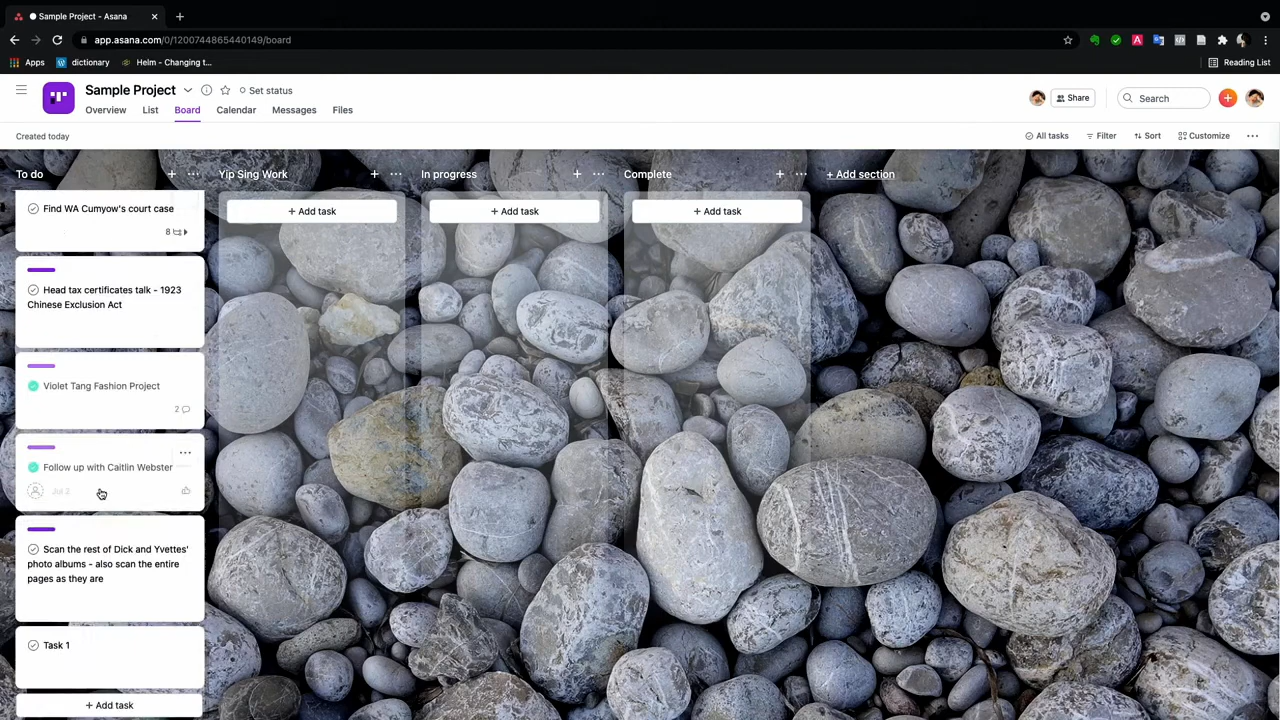 Sample Project - Asana
app.asana.com/0/1200744865440149/board
Apps
dictionary
Helm - Changing t...
Reading List
Sample Project
Set status
Overview
List
Board
Calendar
Messages
Files
Share
Search
Created today
All tasks
Filter
Sort
Customize
To do
Yip Sing Work
In progress
Complete
+ Add section
Find WA Cumyow's court case
8
+ Add task
+ Add task
+ Add task
Head tax certificates talk - 1923
Chinese Exclusion Act
Violet Tang Fashion Project
2
Follow up with Caitlin Webster
Jul 2
Scan the rest of Dick and Yvettes'
photo albums - also scan the entire
pages as they are
Task 1
+ Add task